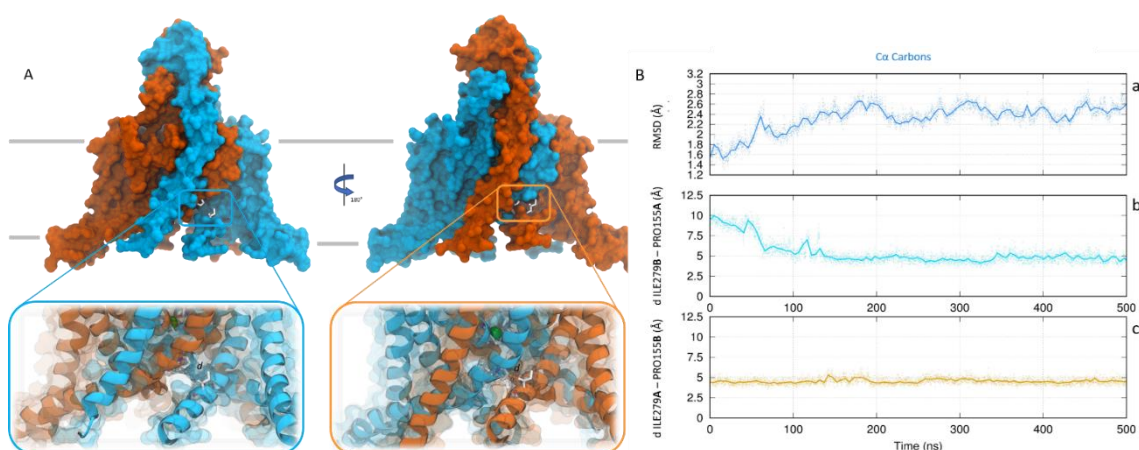 A
180°
d
d
B
Cα Carbons
a
RMSD (Å)
3.2
3
2.8
2.6
2.4
2.2
2
1.8
1.6
1.4
1.2
b
d ILE279B – PRO155A (Å)
12.5
10
7.5
5
2.5
0
c
d ILE279A – PRO155B (Å)
12.5
10
7.5
5
2.5
0
0 100 200 300 400 500
Time (ns)